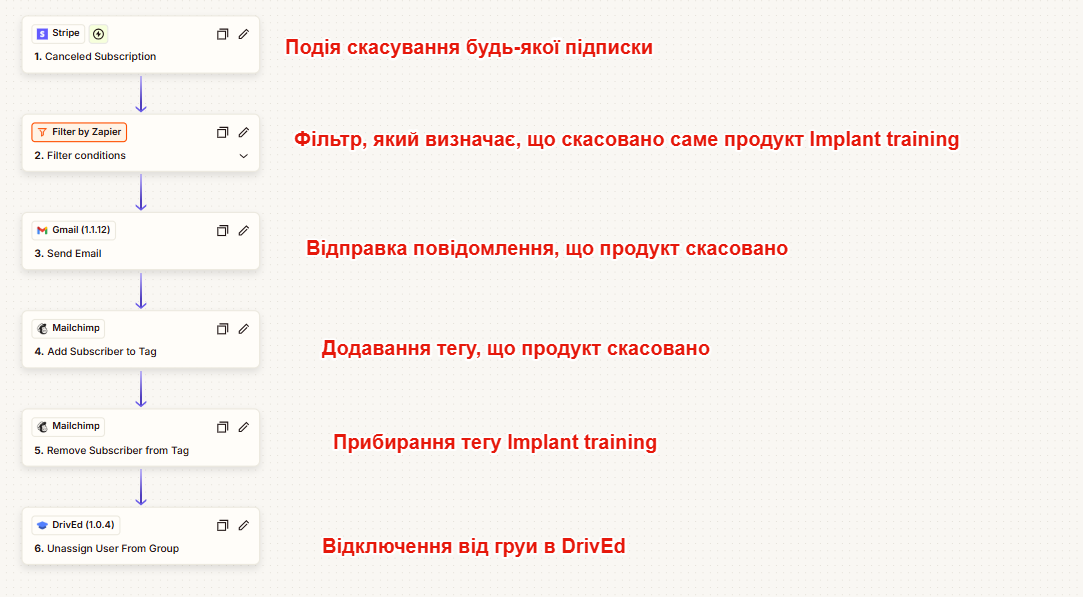 Stripe
1. Canceled Subscription
Подія скасування будь-якої підписки
Filter by Zapier
2. Filter conditions
Фільтр, який визначає, що скасовано саме продукт Implant training
Gmail (1.1.12)
3. Send Email
Відправка повідомлення, що продукт скасовано
Mailchimp
4. Add Subscriber to Tag
Додавання тегу, що продукт скасовано
Mailchimp
5. Remove Subscriber from Tag
Прибирання тегу Implant training
DrivEd (1.0.4)
6. Unassign User From Group
Відключення від груи в DrivEd